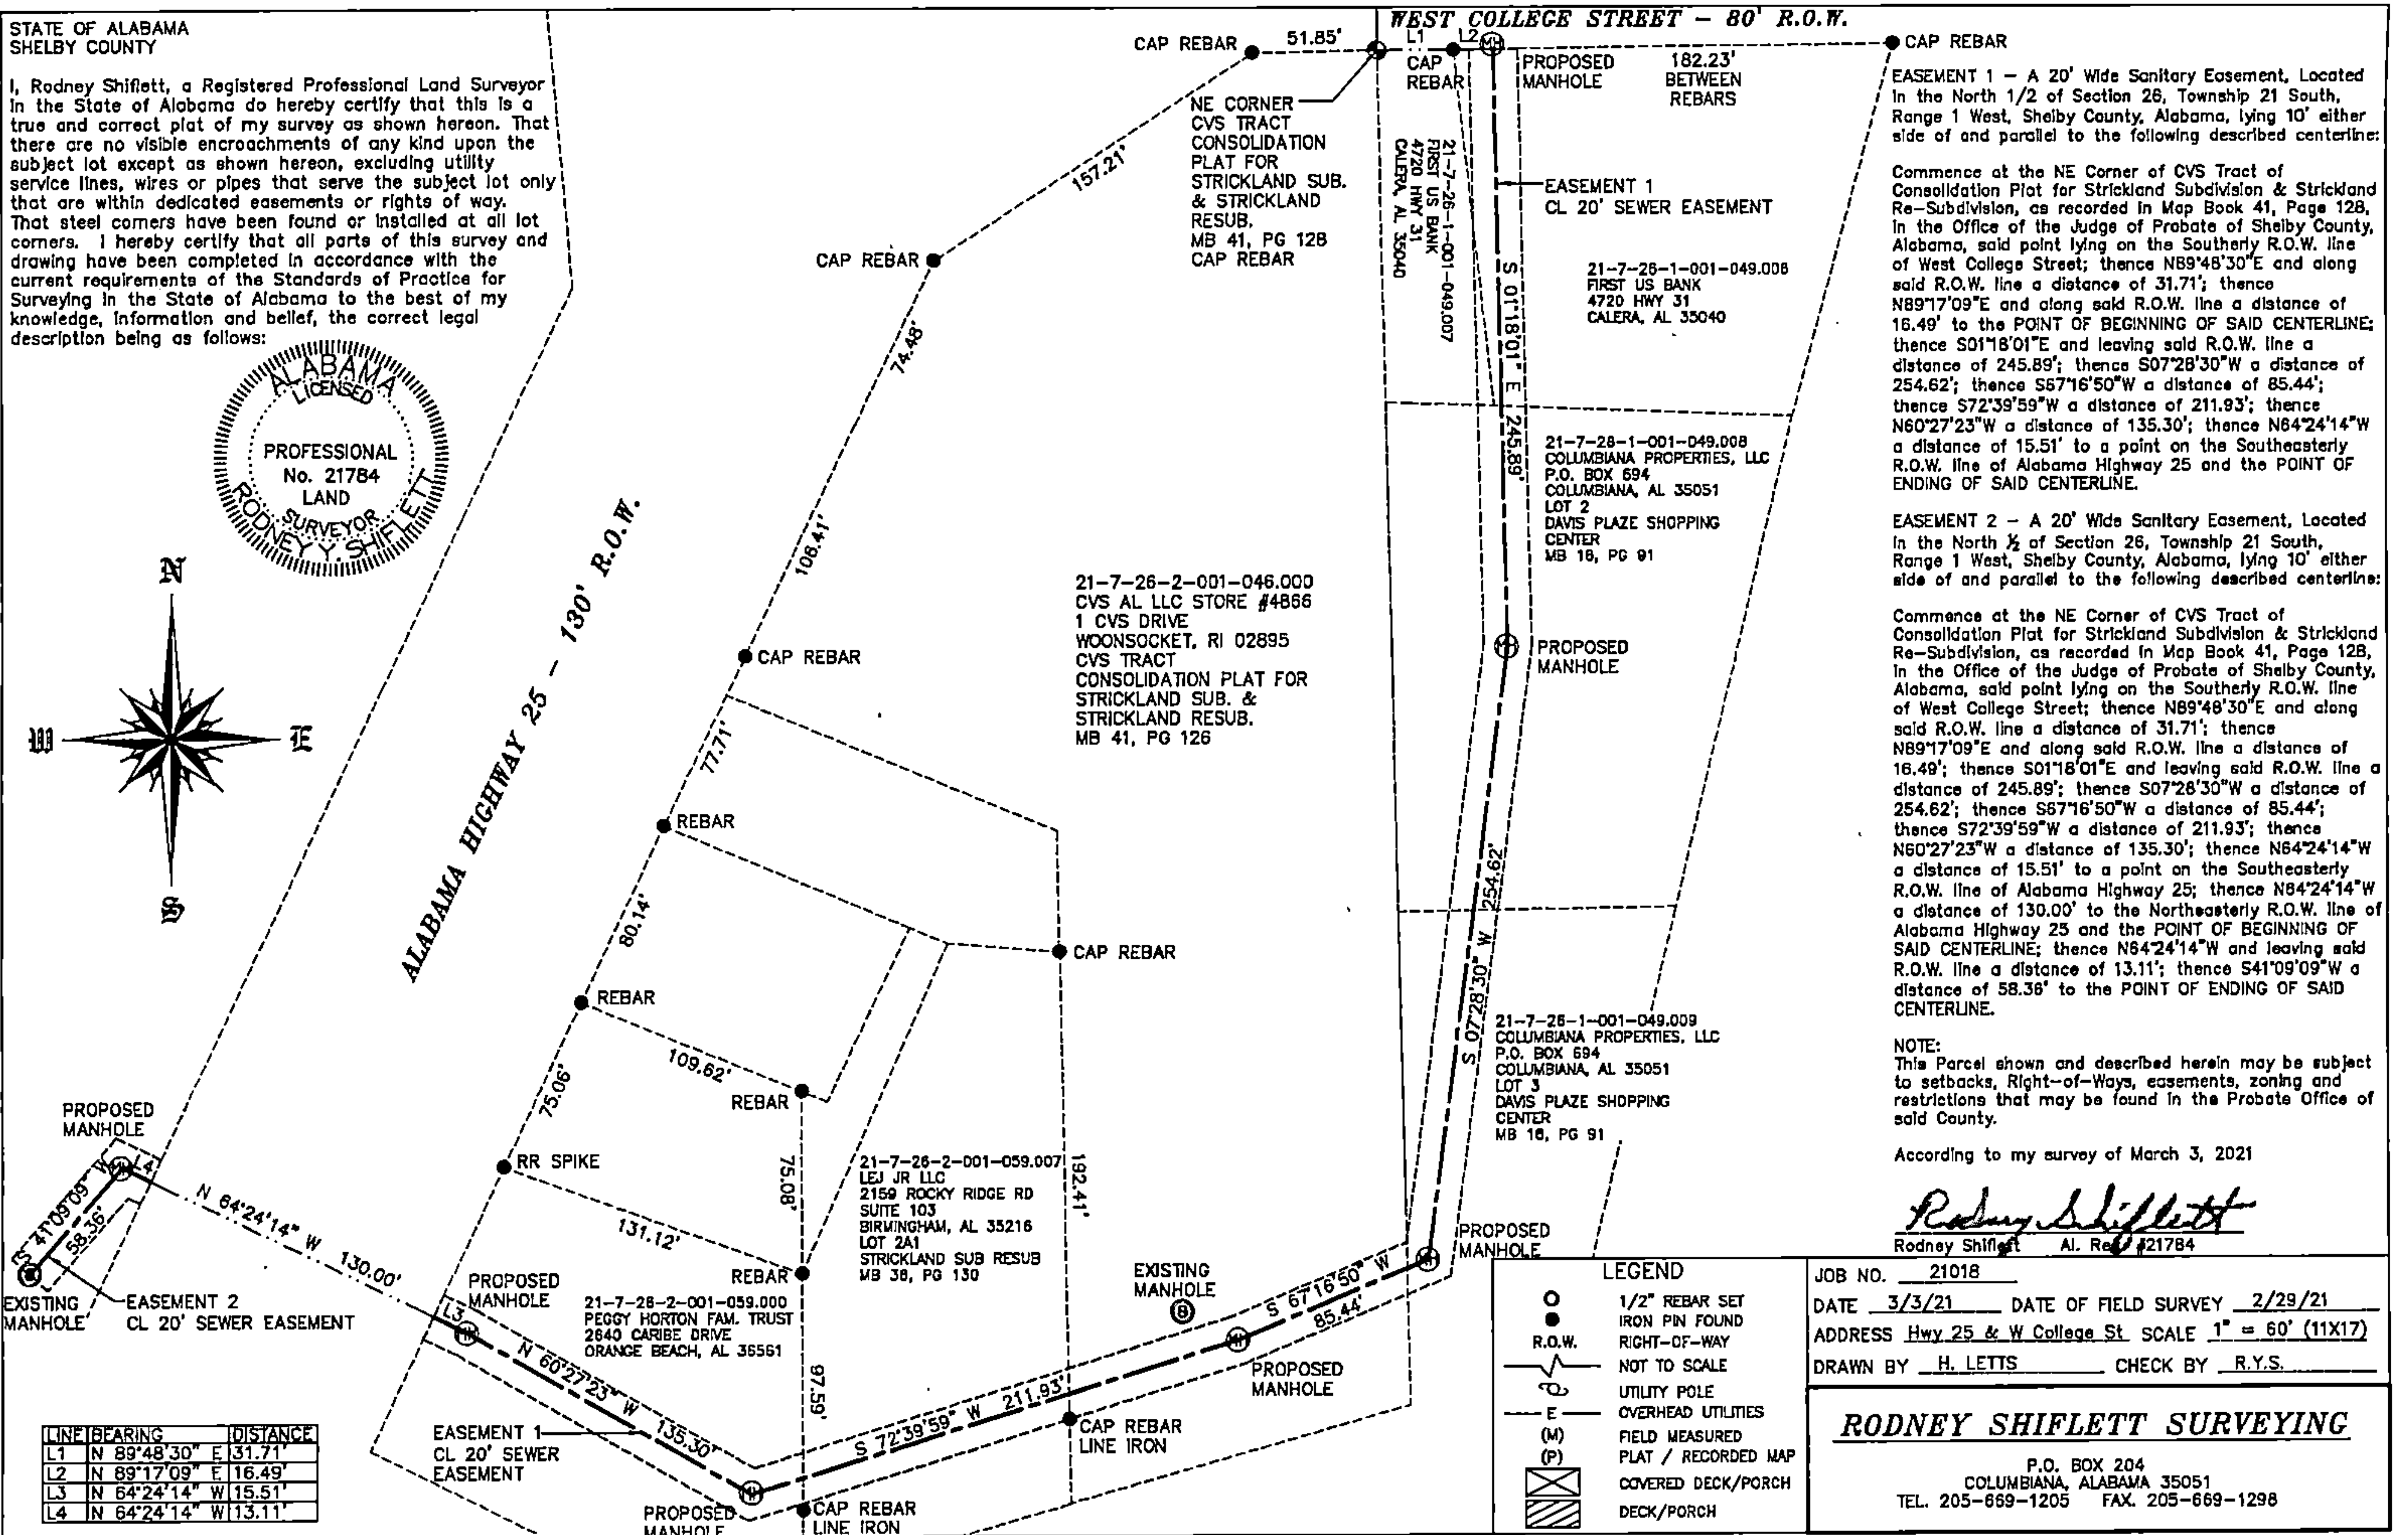 STATE OF ALABAMA
SHELBY COUNTY
I, Rodney Shiflett, a Registered Professional Land Surveyor
in the State of Alabama do hereby certify that this is a
true and correct plat of my survey as shown hereon. That
there are no visible encroachments of any kind upon the
subject lot except as shown hereon, excluding utility
service lines, wires or pipes that serve the subject lot only
that are within dedicated easements or rights of way.
That steel corners have been found or installed at all lot
corners. I hereby certify that all parts of this survey and
drawing have been completed in accordance with the
current requirements of the Standards of Practice for
Surveying in the State of Alabama to the best of my
knowledge, information and belief, the correct legal
description being as follows:
ALABAMA
LICENSED
PROFESSIONAL
No. 21784
LAND
SURVEYOR
RODNEY Y. SHIFLETT
N
W
E
S
ALABAMA HIGHWAY 25 - 130' R.O.W.
WEST COLLEGE STREET - 80' R.O.W.
CAP REBAR
51.85'
L1
L2
MH
CAP REBAR
CAP
REBAR
PROPOSED
MANHOLE
182.23'
BETWEEN
REBARS
NE CORNER
CVS TRACT
CONSOLIDATION
PLAT FOR
STRICKLAND SUB.
& STRICKLAND
RESUB.
MB 41, PG 128
CAP REBAR
157.21'
CAP REBAR
74.48'
106.41'
CAP REBAR
77.71'
REBAR
80.14'
REBAR
75.06'
RR SPIKE
109.62'
REBAR
75.08'
131.12'
REBAR
97.59'
192.41'
CAP REBAR
21-7-26-1-001-049.007
FIRST US BANK
4720 HWY 31
CALERA, AL 35040
EASEMENT 1
CL 20' SEWER EASEMENT
21-7-26-1-001-049.006
FIRST US BANK
4720 HWY 31
CALERA, AL 35040
S 01°18'01" E 245.89'
21-7-26-1-001-049.008
COLUMBIANA PROPERTIES, LLC
P.O. BOX 694
COLUMBIANA, AL 35051
LOT 2
DAVIS PLAZE SHOPPING
CENTER
MB 16, PG 91
MH
PROPOSED
MANHOLE
21-7-26-2-001-046.000
CVS AL LLC STORE #4866
1 CVS DRIVE
WOONSOCKET, RI 02895
CVS TRACT
CONSOLIDATION PLAT FOR
STRICKLAND SUB. &
STRICKLAND RESUB.
MB 41, PG 126
S 07°28'30" W 254.62'
21-7-26-1-001-049.009
COLUMBIANA PROPERTIES, LLC
P.O. BOX 694
COLUMBIANA, AL 35051
LOT 3
DAVIS PLAZE SHOPPING
CENTER
MB 16, PG 91
PROPOSED
MANHOLE
MH
S 67°16'50" W
85.44'
EXISTING
MANHOLE
MH
PROPOSED
MANHOLE
21-7-26-2-001-059.007
LEJ JR LLC
2159 ROCKY RIDGE RD
SUITE 103
BIRMINGHAM, AL 35216
LOT 2A1
STRICKLAND SUB RESUB
MB 38, PG 130
21-7-26-2-001-059.000
PEGGY HORTON FAM. TRUST
2640 CARIBE DRIVE
ORANGE BEACH, AL 36561
S 72°39'59" W 211.93'
CAP REBAR
LINE IRON
CAP REBAR
LINE IRON
MH
PROPOSED
MANHOLE
N 60°27'23" W 135.30'
EASEMENT 1
CL 20' SEWER
EASEMENT
PROPOSED
MANHOLE
L3
MH
N 64°24'14" W 130.00'
PROPOSED
MANHOLE
MH
L4
S 41°09'09" W
58.36'
EXISTING
MANHOLE
EASEMENT 2
CL 20' SEWER EASEMENT
LINE BEARING DISTANCE
L1 N 89°48'30" E 31.71'
L2 N 89°17'09" E 16.49'
L3 N 64°24'14" W 15.51'
L4 N 64°24'14" W 13.11'
EASEMENT 1 - A 20' Wide Sanitary Easement, Located
in the North 1/2 of Section 26, Township 21 South,
Range 1 West, Shelby County, Alabama, lying 10' either
side of and parallel to the following described centerline:
Commence at the NE Corner of CVS Tract of
Consolidation Plat for Strickland Subdivision & Strickland
Re-Subdivision, as recorded in Map Book 41, Page 128,
in the Office of the Judge of Probate of Shelby County,
Alabama, said point lying on the Southerly R.O.W. line
of West College Street; thence N89°48'30"E and along
said R.O.W. line a distance of 31.71'; thence
N89°17'09"E and along said R.O.W. line a distance of
16.49' to the POINT OF BEGINNING OF SAID CENTERLINE;
thence S01°18'01"E and leaving said R.O.W. line a
distance of 245.89'; thence S07°28'30"W a distance of
254.62'; thence S67°16'50"W a distance of 85.44';
thence S72°39'59"W a distance of 211.93'; thence
N60°27'23"W a distance of 135.30'; thence N64°24'14"W
a distance of 15.51' to a point on the Southeasterly
R.O.W. line of Alabama Highway 25 and the POINT OF
ENDING OF SAID CENTERLINE.
EASEMENT 2 - A 20' Wide Sanitary Easement, Located
in the North ½ of Section 26, Township 21 South,
Range 1 West, Shelby County, Alabama, lying 10' either
side of and parallel to the following described centerline:
Commence at the NE Corner of CVS Tract of
Consolidation Plat for Strickland Subdivision & Strickland
Re-Subdivision, as recorded in Map Book 41, Page 128,
in the Office of the Judge of Probate of Shelby County,
Alabama, said point lying on the Southerly R.O.W. line
of West College Street; thence N89°48'30"E and along
said R.O.W. line a distance of 31.71'; thence
N89°17'09"E and along said R.O.W. line a distance of
16.49'; thence S01°18'01"E and leaving said R.O.W. line a
distance of 245.89'; thence S07°28'30"W a distance of
254.62'; thence S67°16'50"W a distance of 85.44';
thence S72°39'59"W a distance of 211.93'; thence
N60°27'23"W a distance of 135.30'; thence N64°24'14"W
a distance of 15.51' to a point on the Southeasterly
R.O.W. line of Alabama Highway 25; thence N64°24'14"W
a distance of 130.00' to the Northeasterly R.O.W. line of
Alabama Highway 25 and the POINT OF BEGINNING OF
SAID CENTERLINE; thence N64°24'14"W and leaving said
R.O.W. line a distance of 13.11'; thence S41°09'09"W a
distance of 58.36' to the POINT OF ENDING OF SAID
CENTERLINE.
NOTE:
This Parcel shown and described herein may be subject
to setbacks, Right-of-Ways, easements, zoning and
restrictions that may be found in the Probate Office of
said County.
According to my survey of March 3, 2021
Rodney Shiflett
Rodney Shiflett Al. Reg. #21784
LEGEND
1/2" REBAR SET
IRON PIN FOUND
R.O.W. RIGHT-OF-WAY
NOT TO SCALE
UTILITY POLE
E OVERHEAD UTILITIES
(M) FIELD MEASURED
(P) PLAT / RECORDED MAP
COVERED DECK/PORCH
DECK/PORCH
JOB NO. 21018
DATE 3/3/21 DATE OF FIELD SURVEY 2/29/21
ADDRESS Hwy 25 & W College St SCALE 1" = 60' (11X17)
DRAWN BY H. LETTS CHECK BY R.Y.S.
RODNEY SHIFLETT SURVEYING
P.O. BOX 204
COLUMBIANA, ALABAMA 35051
TEL. 205-669-1205 FAX. 205-669-1298